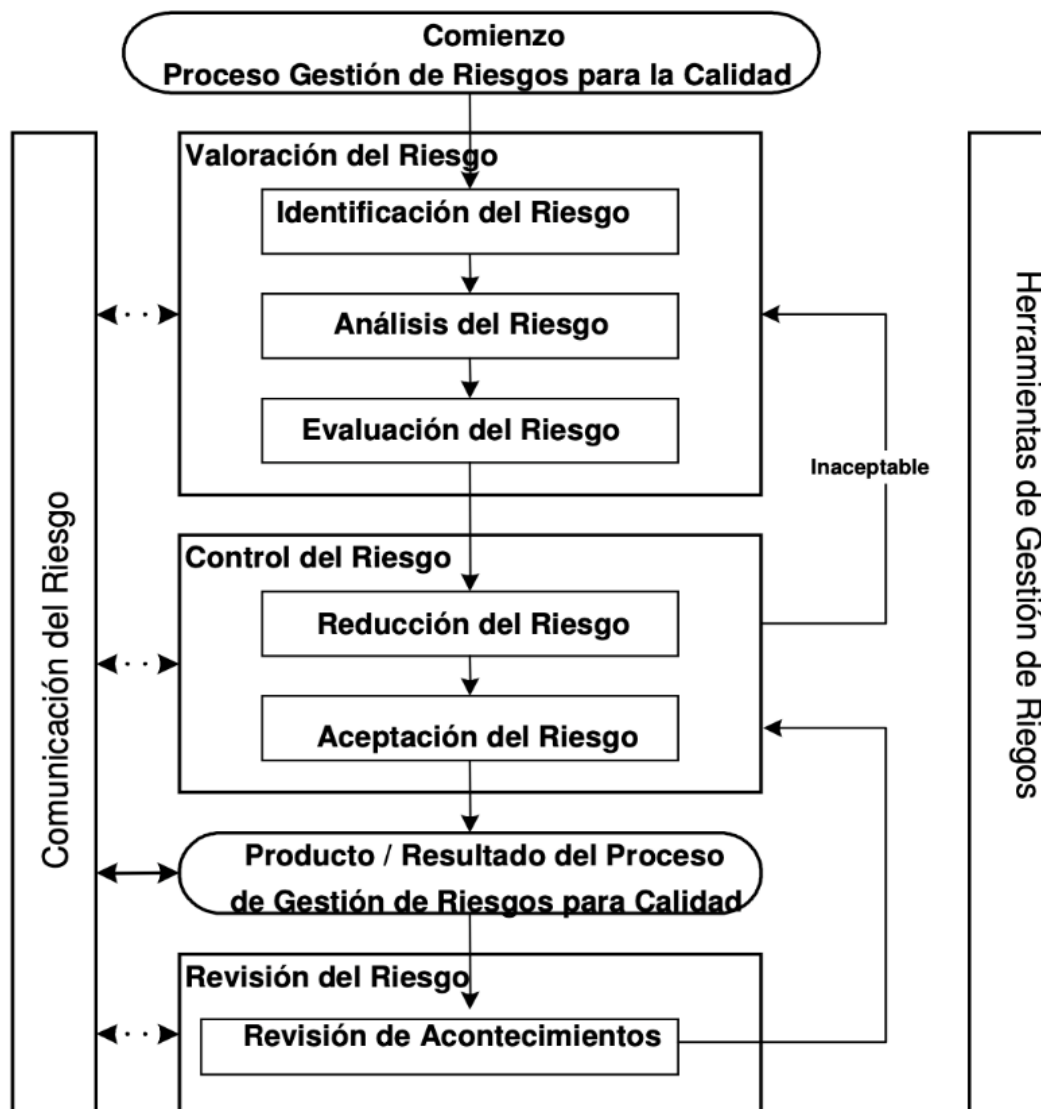 Comienzo
Proceso Gestión de Riesgos para la Calidad
Valoración del Riesgo
Identificación del Riesgo
Análisis del Riesgo
Evaluación del Riesgo
Inaceptable
Control del Riesgo
Reducción del Riesgo
Aceptación del Riesgo
Producto / Resultado del Proceso
de Gestión de Riesgos para Calidad
Revisión del Riesgo
Revisión de Acontecimientos
Comunicación del Riesgo
Herramientas de Gestión de Riegos